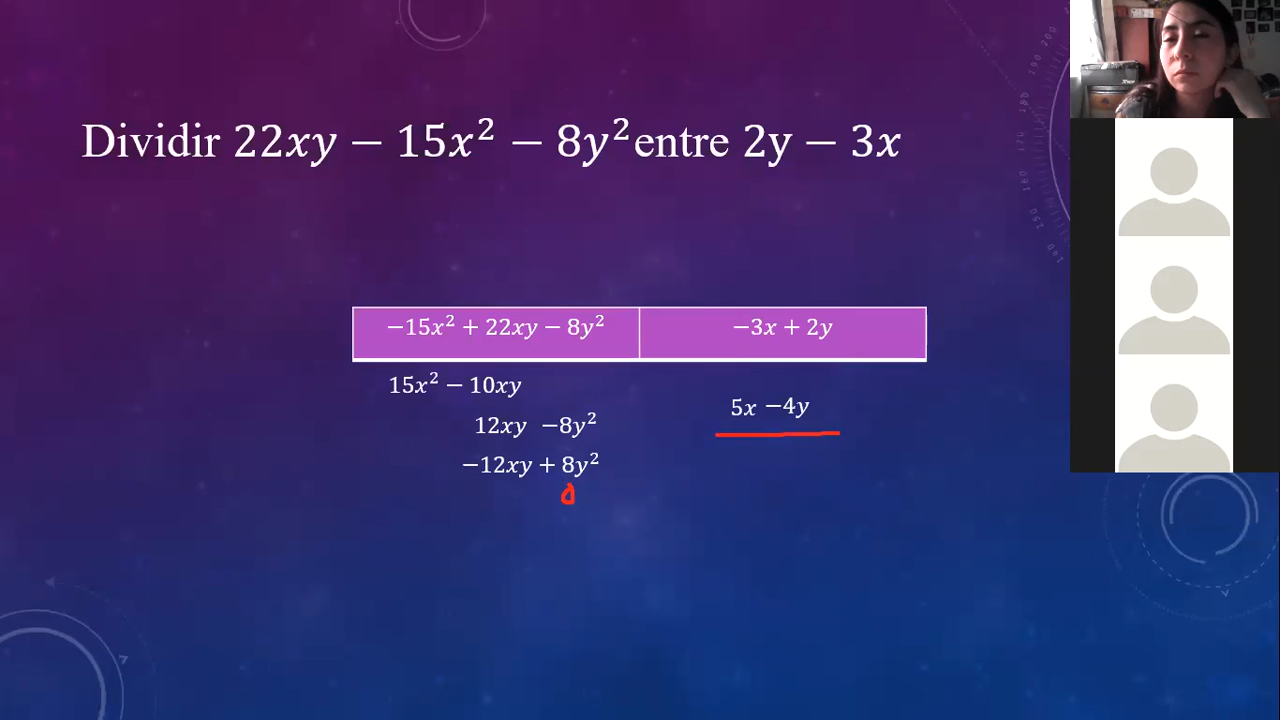 Dividir 22xy − 15x² − 8y² entre 2y − 3x
−15x² + 22xy − 8y² −3x + 2y
15x² − 10xy
5x −4y
12xy −8y²
−12xy + 8y²
0